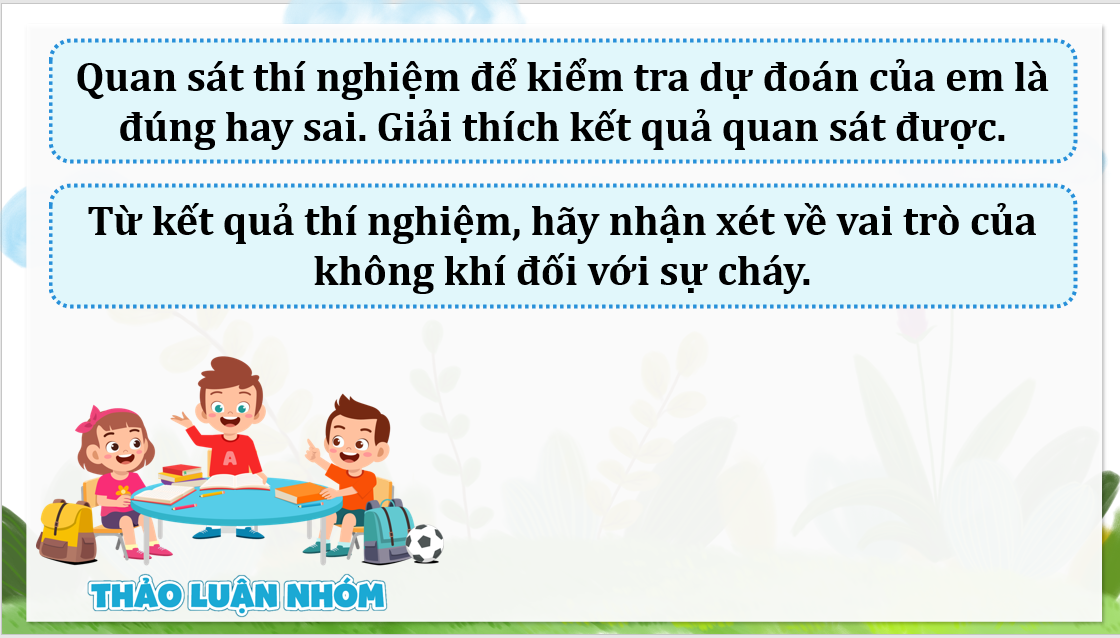 Quan sát thí nghiệm để kiểm tra dự đoán của em là
đúng hay sai. Giải thích kết quả quan sát được.
Từ kết quả thí nghiệm, hãy nhận xét về vai trò của
không khí đối với sự cháy.
A
THẢO LUẬN NHÓM